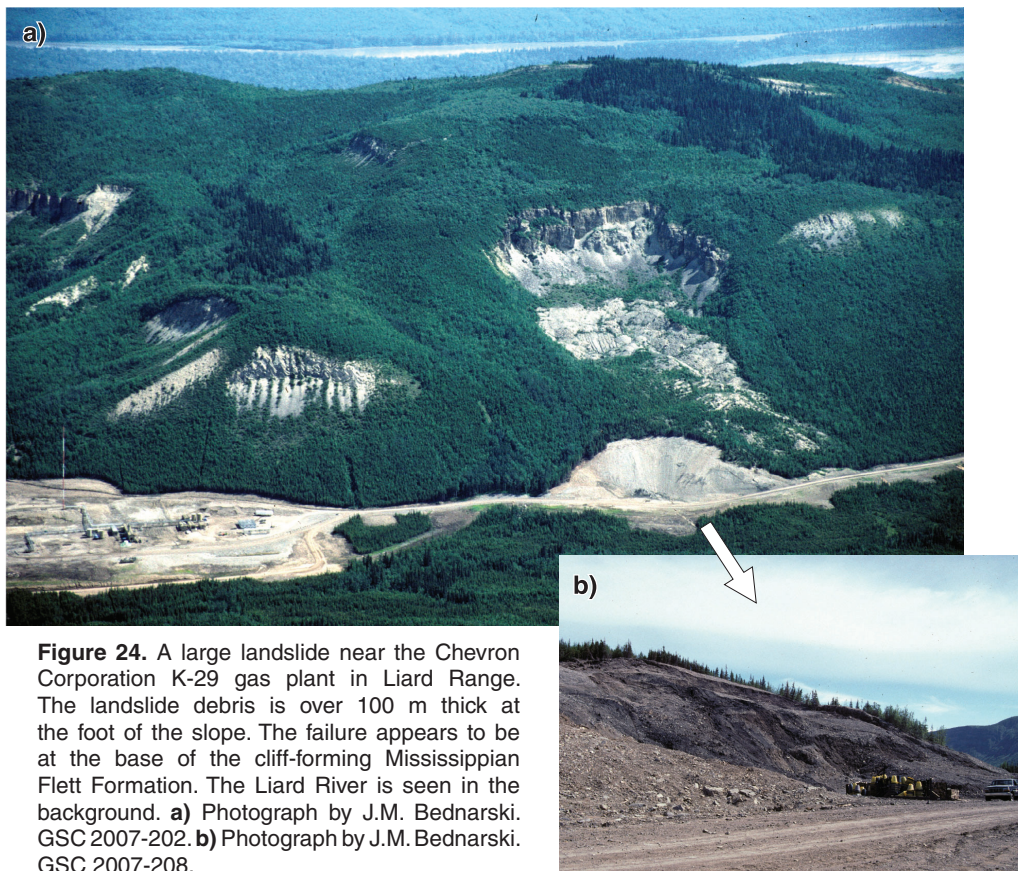 a)
b)
Figure 24. A large landslide near the Chevron
Corporation K-29 gas plant in Liard Range.
The landslide debris is over 100 m thick at
the foot of the slope. The failure appears to be
at the base of the cliff-forming Mississippian
Flett Formation. The Liard River is seen in the
background. a) Photograph by J.M. Bednarski.
GSC 2007-202. b) Photograph by J.M. Bednarski.
GSC 2007-208.